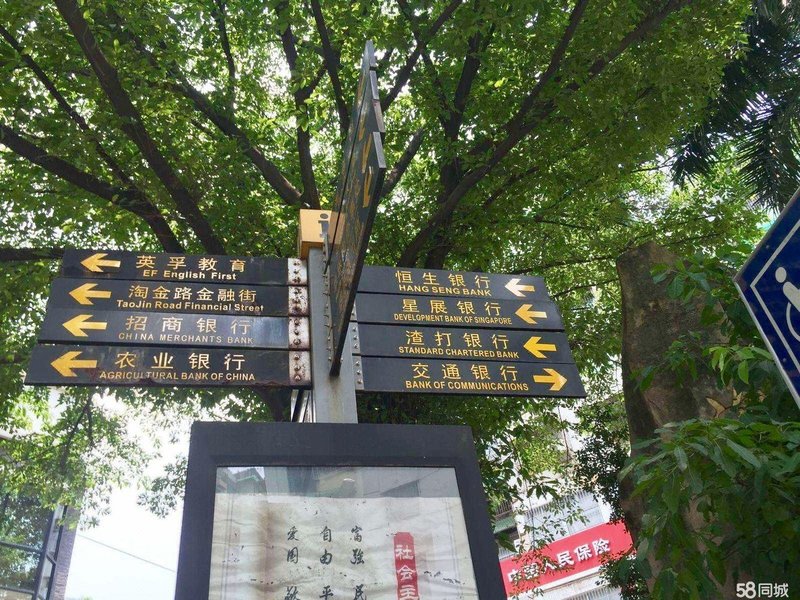 i
英孚教育
EF English First
淘金路金融街
TaoJin Road Financial Street
招商银行
CHINA MERCHANTS BANK
农业银行
AGRICULTURAL BANK OF CHINA
恒生银行
HANG SENG BANK
星展银行
DEVELOPMENT BANK OF SINGAPORE
渣打银行
STANDARD CHARTERED BANK
交通银行
BANK OF COMMUNICATIONS
富强 民
自由 平
爱国 敬
社会主
人民保险
58同城